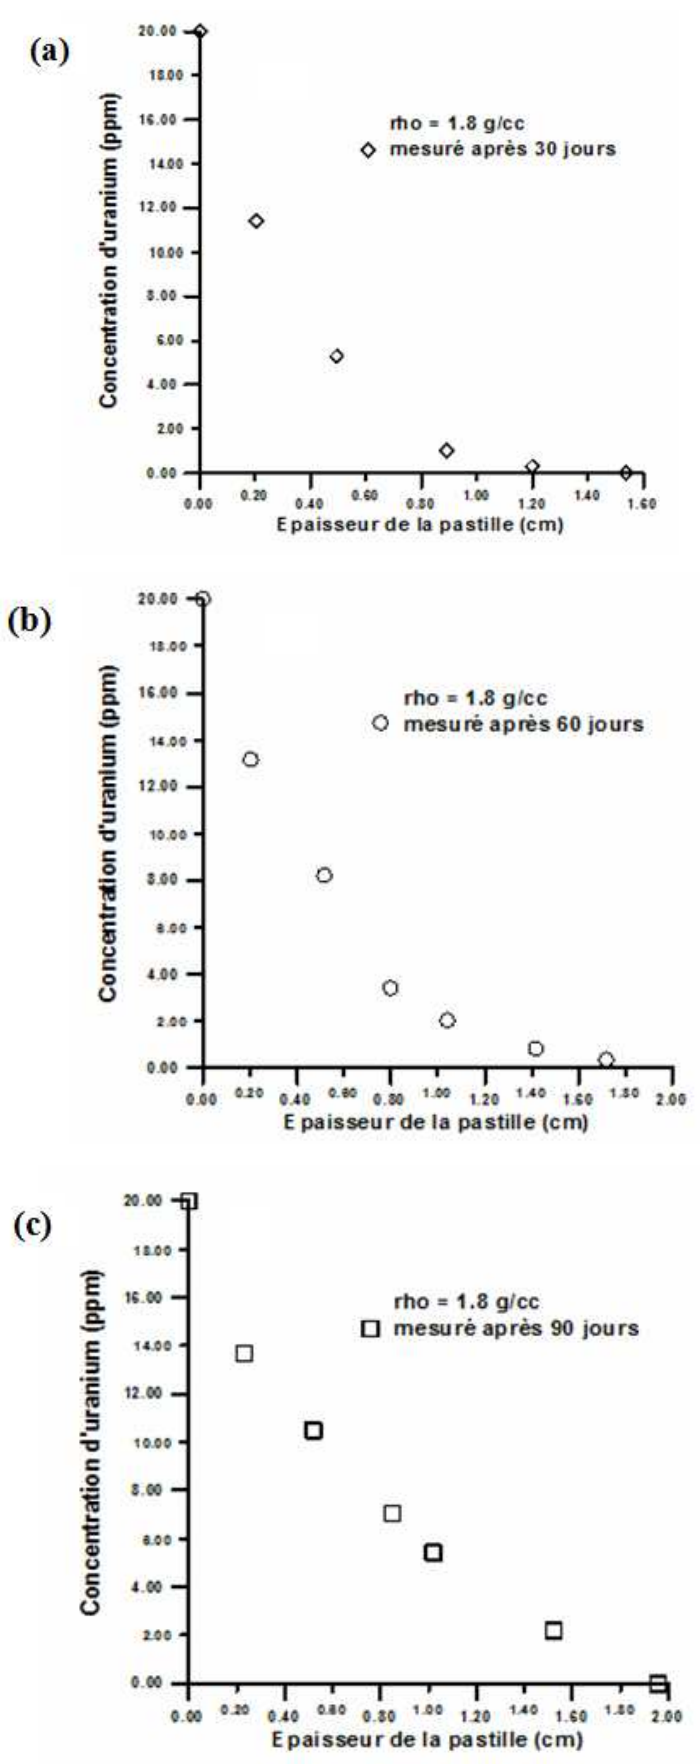 (a)
20.00
18.00
16.00
14.00
12.00
10.00
8.00
6.00
4.00
2.00
0.00
Concentration d'uranium (ppm)
rho = 1.8 g/cc
mesuré après 30 jours
0.00 0.20 0.40 0.60 0.80 1.00 1.20 1.40 1.60
Epaisseur de la pastille (cm)
(b)
20.00
18.00
16.00
14.00
12.00
10.00
8.00
6.00
4.00
2.00
0.00
Concentration d'uranium (ppm)
rho = 1.8 g/cc
mesuré après 60 jours
0.00 0.20 0.40 0.60 0.80 1.00 1.20 1.40 1.60 1.80 2.00
Epaisseur de la pastille (cm)
(c)
20.00
18.00
16.00
14.00
12.00
10.00
8.00
6.00
4.00
2.00
0.00
Concentration d'uranium (ppm)
rho = 1.8 g/cc
mesuré après 90 jours
0.00 0.20 0.40 0.60 0.80 1.00 1.20 1.40 1.60 1.80 2.00
Epaisseur de la pastille (cm)